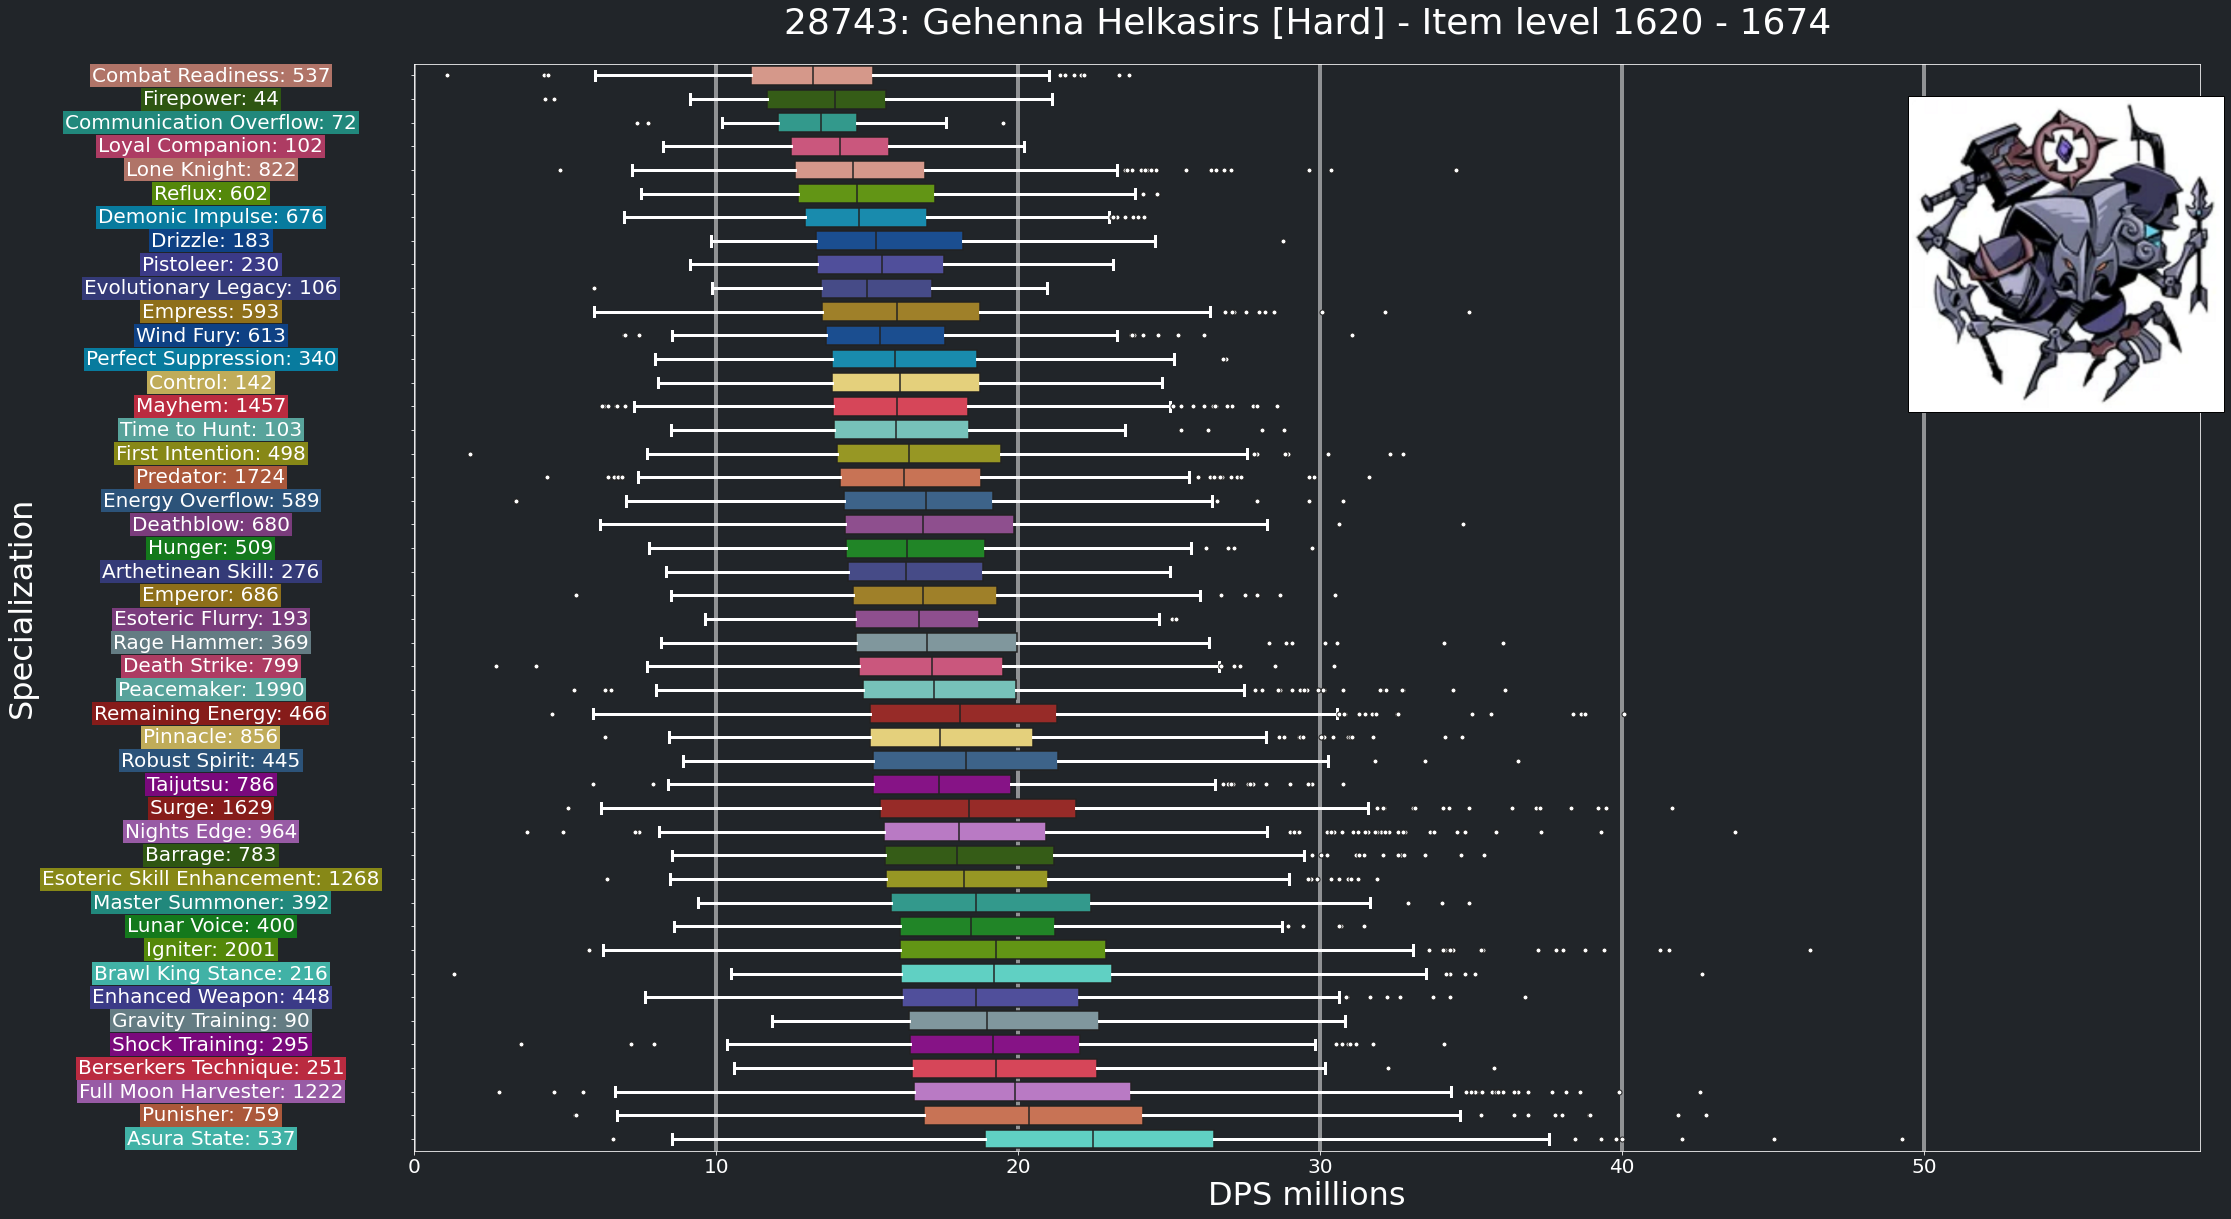 28743: Gehenna Helkasirs [Hard] - Item level 1620 - 1674
Specialization
Combat Readiness: 537
Firepower: 44
Communication Overflow: 72
Loyal Companion: 102
Lone Knight: 822
Reflux: 602
Demonic Impulse: 676
Drizzle: 183
Pistoleer: 230
Evolutionary Legacy: 106
Empress: 593
Wind Fury: 613
Perfect Suppression: 340
Control: 142
Mayhem: 1457
Time to Hunt: 103
First Intention: 498
Predator: 1724
Energy Overflow: 589
Deathblow: 680
Hunger: 509
Arthetinean Skill: 276
Emperor: 686
Esoteric Flurry: 193
Rage Hammer: 369
Death Strike: 799
Peacemaker: 1990
Remaining Energy: 466
Pinnacle: 856
Robust Spirit: 445
Taijutsu: 786
Surge: 1629
Nights Edge: 964
Barrage: 783
Esoteric Skill Enhancement: 1268
Master Summoner: 392
Lunar Voice: 400
Igniter: 2001
Brawl King Stance: 216
Enhanced Weapon: 448
Gravity Training: 90
Shock Training: 295
Berserkers Technique: 251
Full Moon Harvester: 1222
Punisher: 759
Asura State: 537
0 10 20 30 40 50
DPS millions